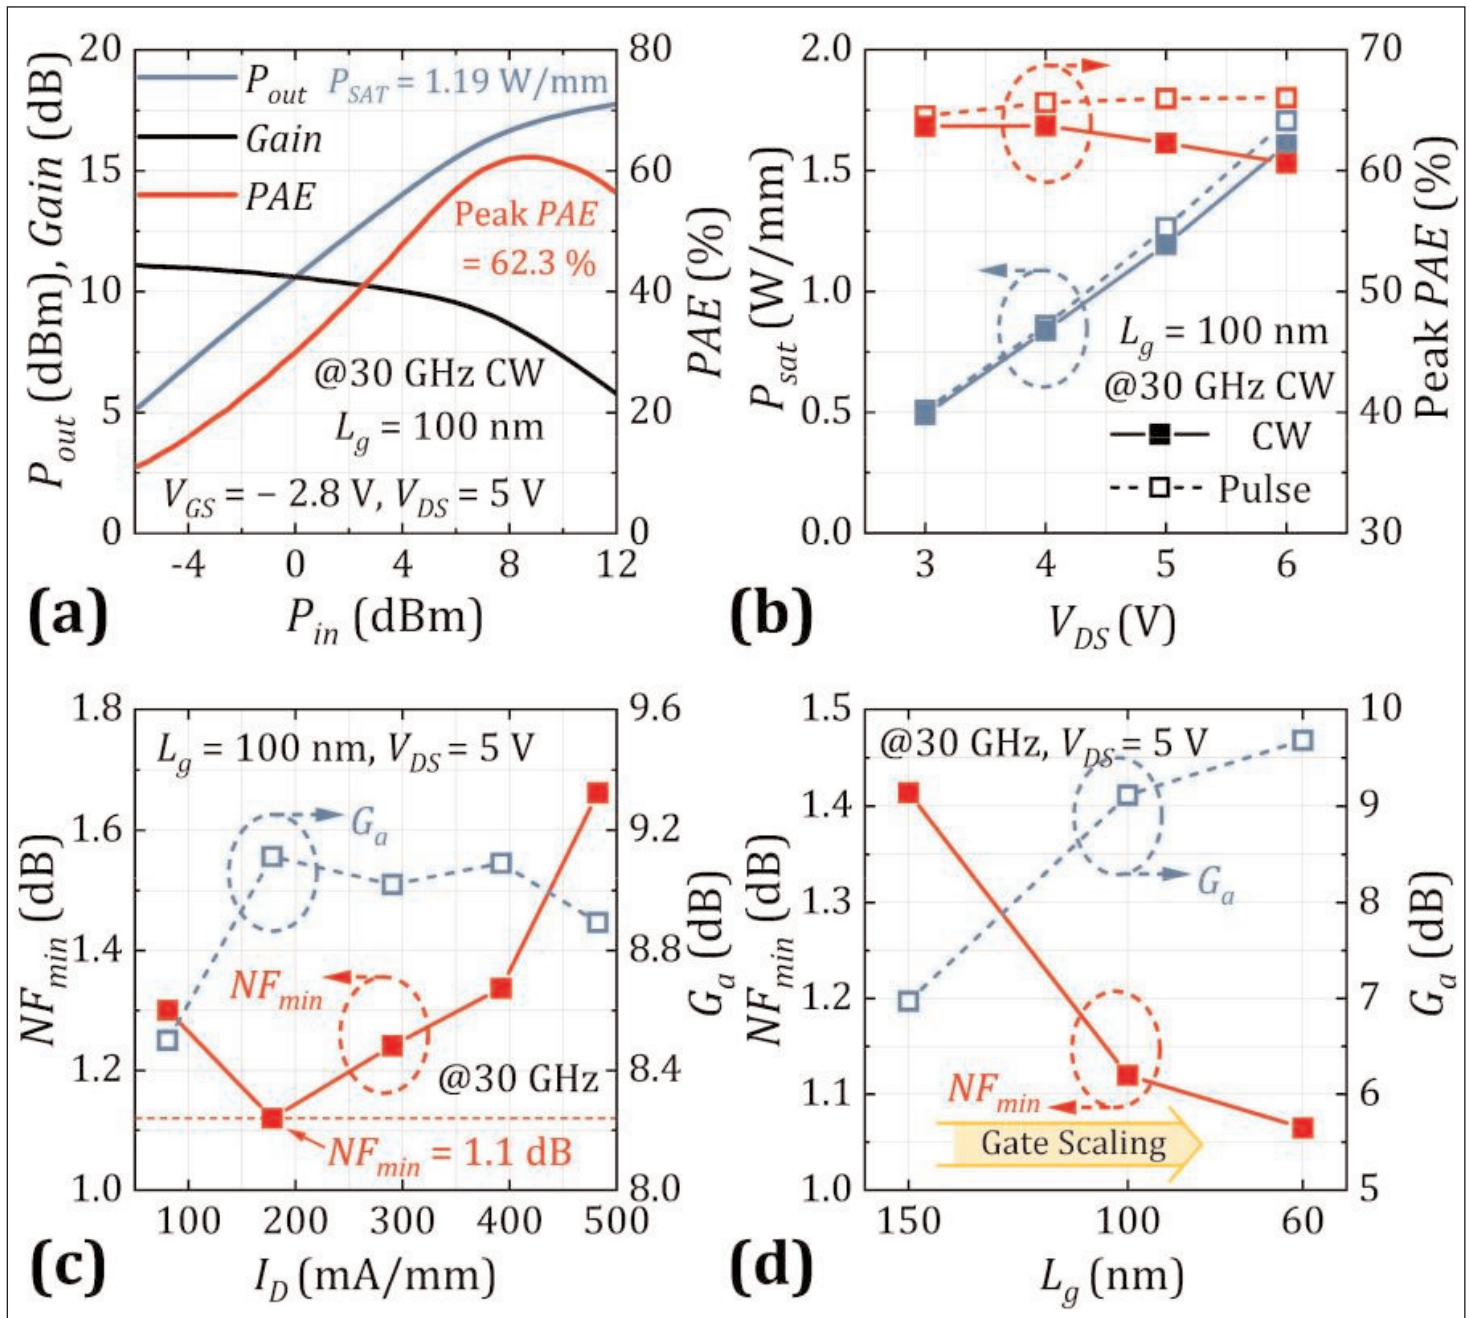 20
15
10
5
0
P_out (dBm), Gain (dB)
P_out
Gain
PAE
P_SAT = 1.19 W/mm
Peak PAE
= 62.3 %
@30 GHz CW
L_g = 100 nm
V_GS = – 2.8 V, V_DS = 5 V
80
60
40
20
0
PAE (%)
-4 0 4 8 12
P_in (dBm)
(a)
2.0
1.5
1.0
0.5
0.0
P_sat (W/mm)
L_g = 100 nm
@30 GHz CW
CW
Pulse
70
60
50
40
30
Peak PAE (%)
3 4 5 6
V_DS (V)
(b)
1.8
1.6
1.4
1.2
1.0
NF_min (dB)
L_g = 100 nm, V_DS = 5 V
G_a
NF_min
@30 GHz
NF_min = 1.1 dB
9.6
9.2
8.8
8.4
8.0
G_a (dB)
100 200 300 400 500
I_D (mA/mm)
(c)
1.5
1.4
1.3
1.2
1.1
1.0
NF_min (dB)
@30 GHz, V_DS = 5 V
G_a
NF_min
Gate Scaling
10
9
8
7
6
5
G_a (dB)
150 100 60
L_g (nm)
(d)